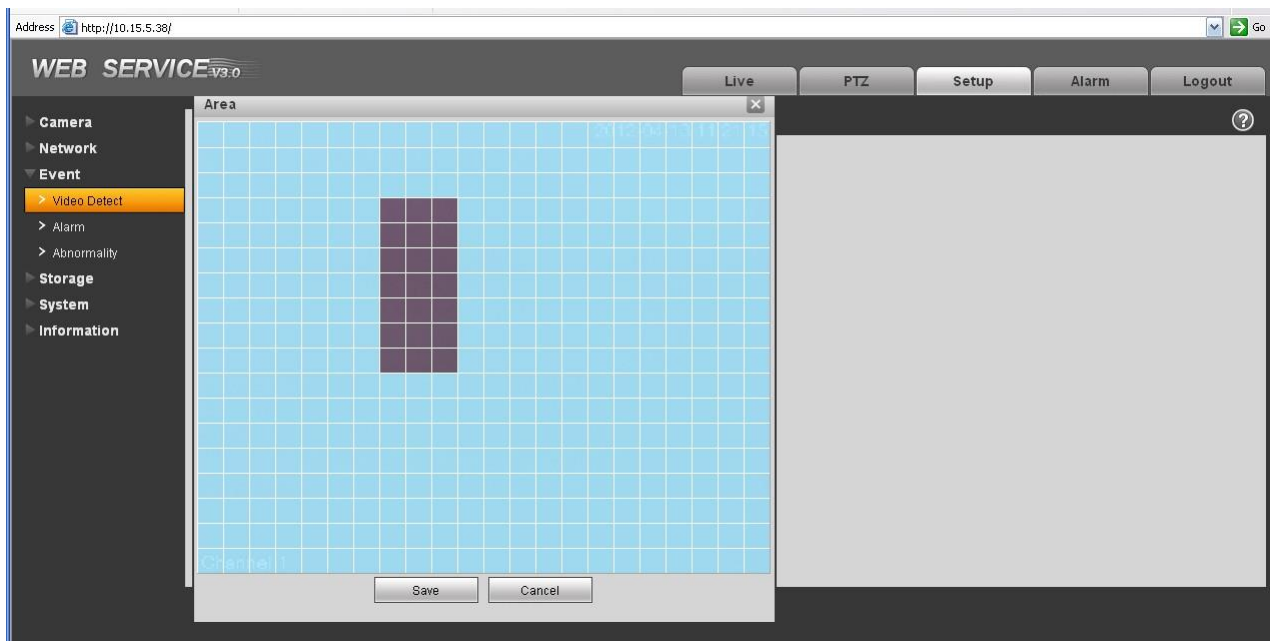 Address http://10.15.5.38/ Go
WEB SERVICE V3.0
Live PTZ Setup Alarm Logout
Area
Camera
Network
Event
> Video Detect
> Alarm
> Abnormality
Storage
System
Information
Channel 1
Save Cancel